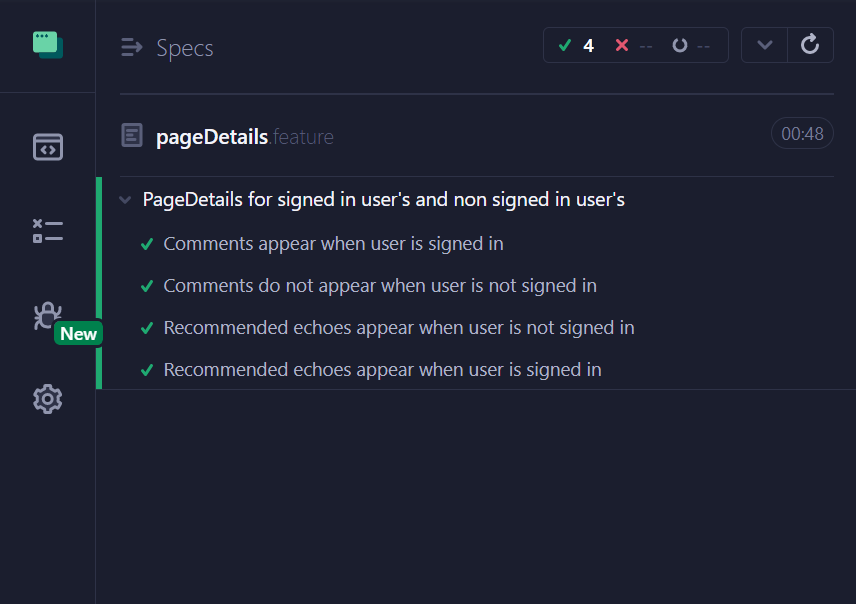 Specs
4 -- --
pageDetails.feature
00:48
PageDetails for signed in user's and non signed in user's
Comments appear when user is signed in
Comments do not appear when user is not signed in
Recommended echoes appear when user is not signed in
New
Recommended echoes appear when user is signed in